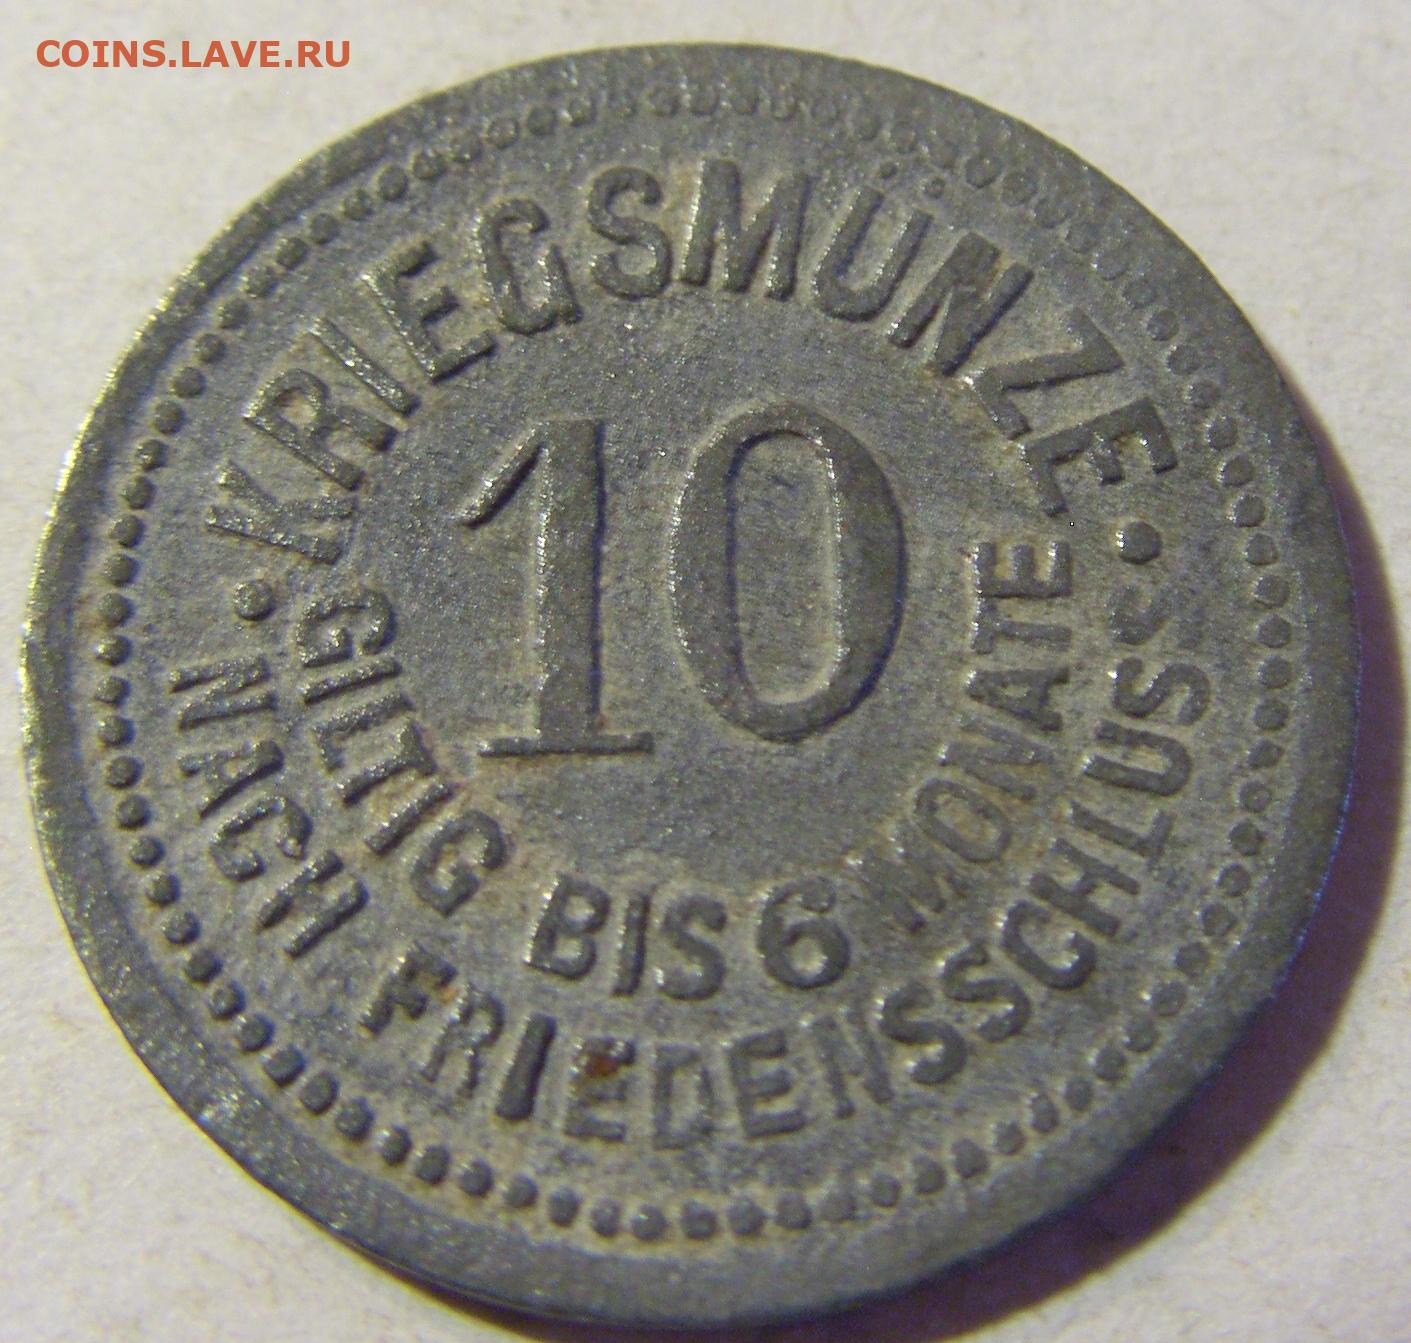 COINS.LAVE.RU
KRIEGSMÜNZE
10
GILTIG BIS 6 MONATE
NACH FRIEDENSSCHLUSS